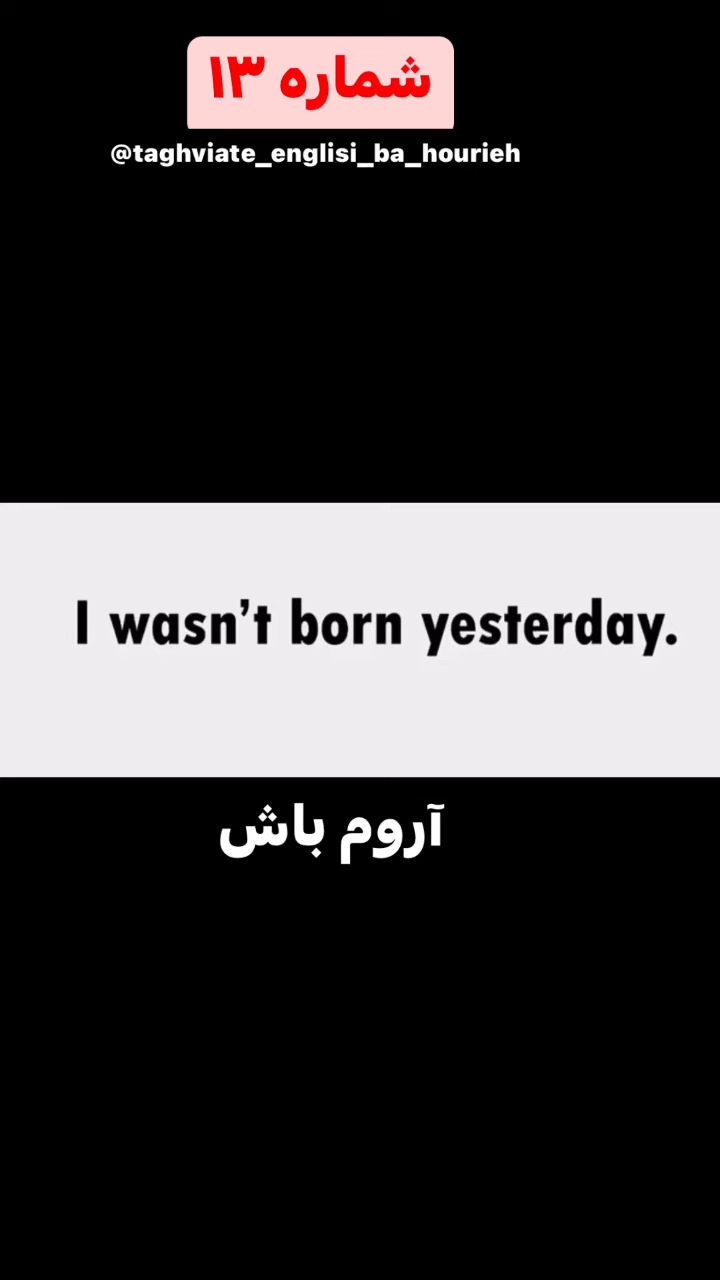 شماره ۱۳
@taghviate_englisi_ba_hourieh
I wasn’t born yesterday.
آروم باش